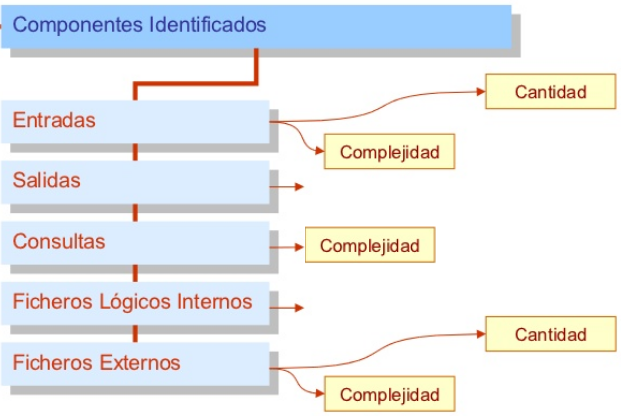 Componentes Identificados
Cantidad
Entradas
Complejidad
Salidas
Consultas
Complejidad
Ficheros Lógicos Internos
Cantidad
Ficheros Externos
Complejidad